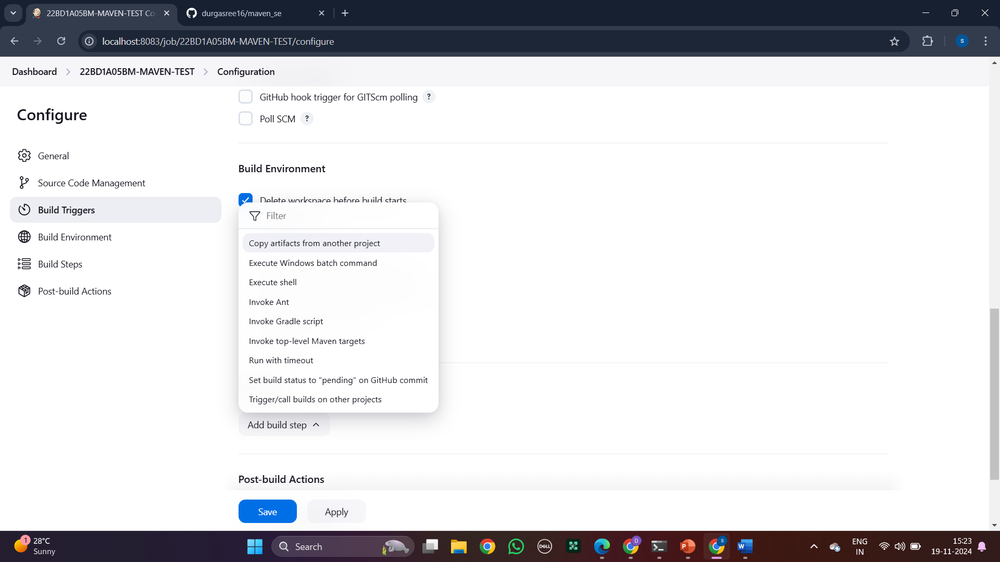 22BD1A05BM-MAVEN-TEST Co
durgasree16/maven_se
localhost:8083/job/22BD1A05BM-MAVEN-TEST/configure
S
Dashboard
22BD1A05BM-MAVEN-TEST
Configuration
Configure
General
Source Code Management
Build Triggers
Build Environment
Build Steps
Post-build Actions
GitHub hook trigger for GITScm polling ?
Poll SCM ?
Build Environment
Delete workspace before build starts
Filter
Copy artifacts from another project
Execute Windows batch command
Execute shell
Invoke Ant
Invoke Gradle script
Invoke top-level Maven targets
Run with timeout
Set build status to "pending" on GitHub commit
Trigger/call builds on other projects
Add build step
Post-build Actions
Save
Apply
1
28°C
Sunny
Search
DELL
D
P
S
W
ENG
IN
15:23
19-11-2024